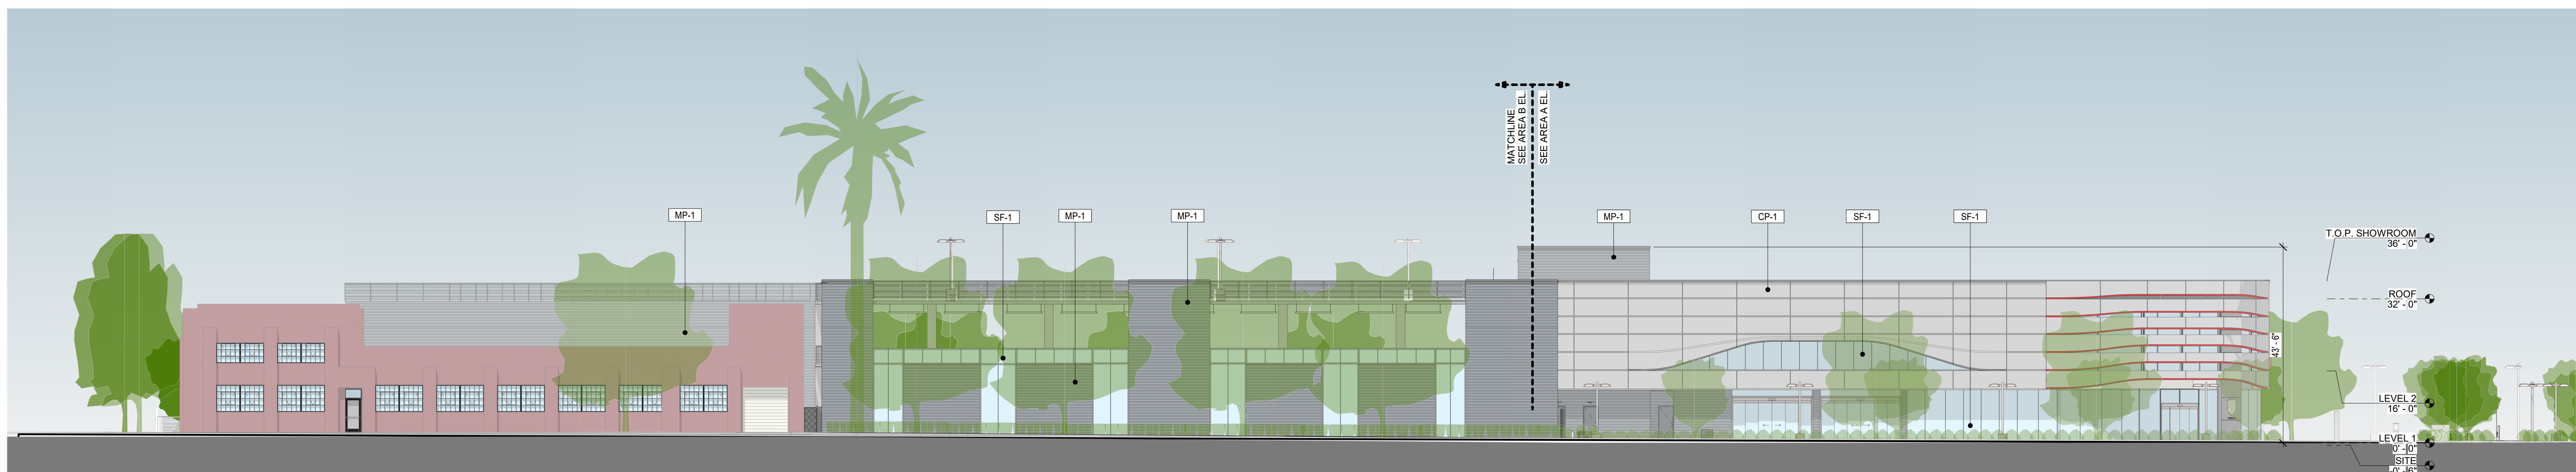 MATCHLINE
SEE AREA B EL.
SEE AREA A EL.
MP-1
SF-1
MP-1
MP-1
MP-1
CP-1
SF-1
SF-1
T.O.P. SHOWROOM
36' - 0"
ROOF
32' - 0"
43' - 6"
LEVEL 2
16' - 0"
LEVEL 1
0' - 0"
SITE
-0' - 6"